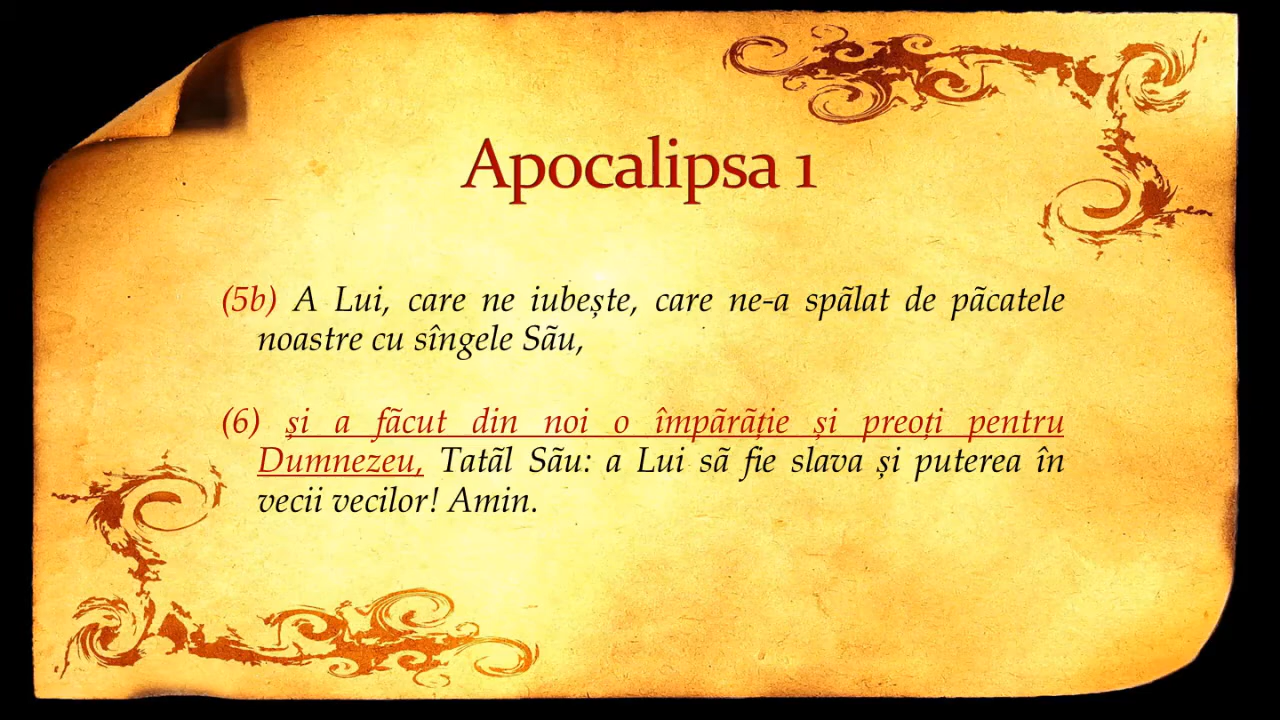 Apocalipsa 1
(5b) A Lui, care ne iubește, care ne-a spãlat de pãcatele
noastre cu sîngele Sãu,
(6) și a fãcut din noi o împãrãție și preoți pentru
Dumnezeu, Tatãl Sãu: a Lui sã fie slava și puterea în
vecii vecilor! Amin.